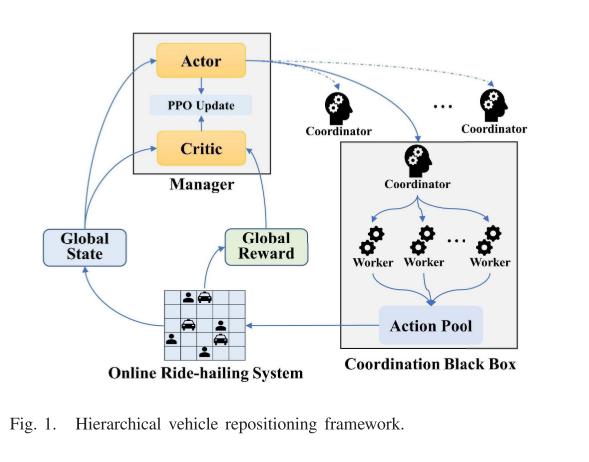 Actor
PPO Update
Critic
Manager
Coordinator
...
Coordinator
Coordinator
Global
State
Global
Reward
Worker
Worker
...
Worker
Action Pool
Coordination Black Box
Online Ride-hailing System
Fig. 1. Hierarchical vehicle repositioning framework.